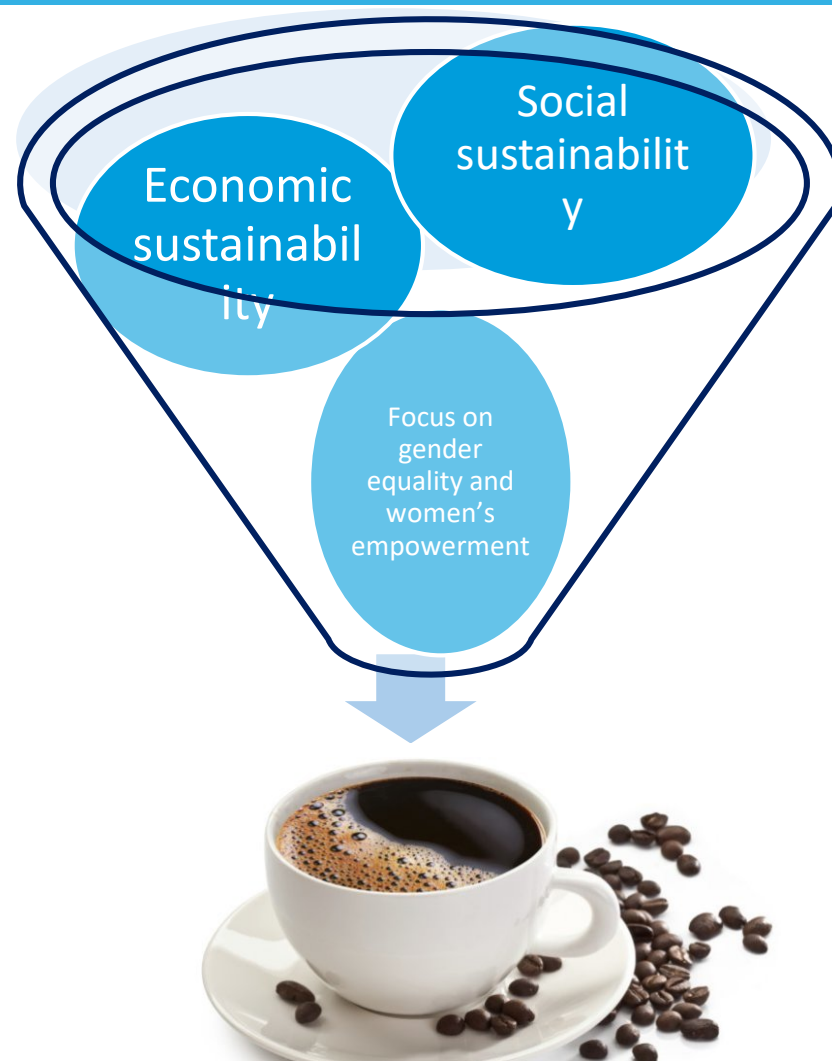 Social
sustainabilit
y
Economic
sustainabil
ity
Focus on
gender
equality and
women’s
empowerment